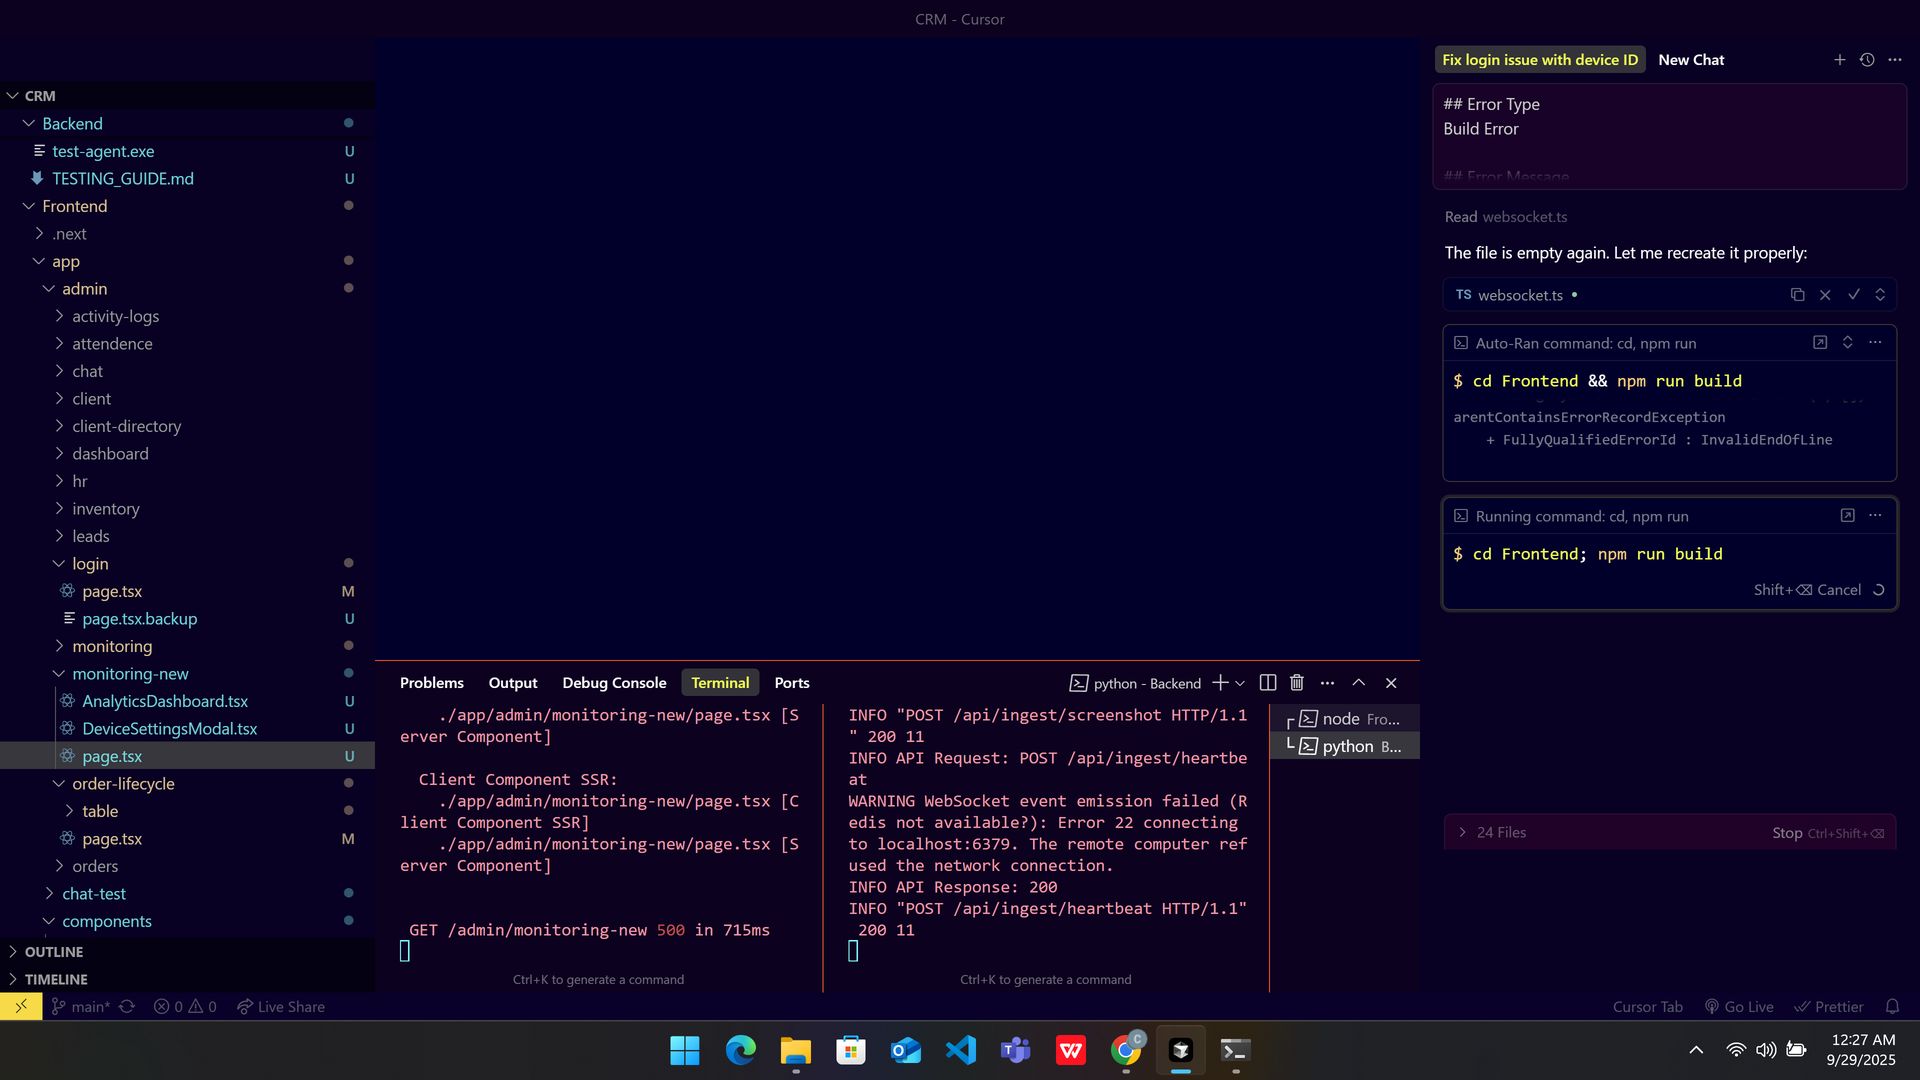 CRM - Cursor
CRM
Backend
test-agent.exe U
TESTING_GUIDE.md U
Frontend
.next
app
admin
activity-logs
attendence
chat
client
client-directory
dashboard
hr
inventory
leads
login
page.tsx M
page.tsx.backup U
monitoring
monitoring-new
AnalyticsDashboard.tsx U
DeviceSettingsModal.tsx U
page.tsx U
order-lifecycle
table
page.tsx M
orders
chat-test
components
OUTLINE
TIMELINE
Problems Output Debug Console Terminal Ports
python - Backend
./app/admin/monitoring-new/page.tsx [S
erver Component]
Client Component SSR:
./app/admin/monitoring-new/page.tsx [C
lient Component SSR]
./app/admin/monitoring-new/page.tsx [S
erver Component]
GET /admin/monitoring-new 500 in 715ms
Ctrl+K to generate a command
INFO "POST /api/ingest/screenshot HTTP/1.1
" 200 11
INFO API Request: POST /api/ingest/heartbe
at
WARNING WebSocket event emission failed (R
edis not available?): Error 22 connecting
to localhost:6379. The remote computer ref
used the network connection.
INFO API Response: 200
INFO "POST /api/ingest/heartbeat HTTP/1.1"
200 11
Ctrl+K to generate a command
node Fro...
python B...
Fix login issue with device ID New Chat
## Error Type
Build Error
## Error Message
Read websocket.ts
The file is empty again. Let me recreate it properly:
TS websocket.ts
Auto-Ran command: cd, npm run
$ cd Frontend && npm run build
arentContainsErrorRecordException
+ FullyQualifiedErrorId : InvalidEndOfLine
Running command: cd, npm run
$ cd Frontend; npm run build
Shift+⌫ Cancel
24 Files Stop Ctrl+Shift+⌫
main* 0 0 Live Share
Cursor Tab Go Live Prettier
C
12:27 AM
9/29/2025